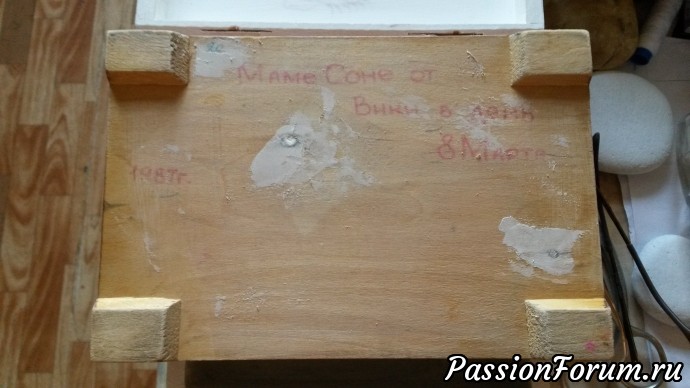 Маме Соне от
Вики в день
8 Марта
1987г.
PassionForum.ru